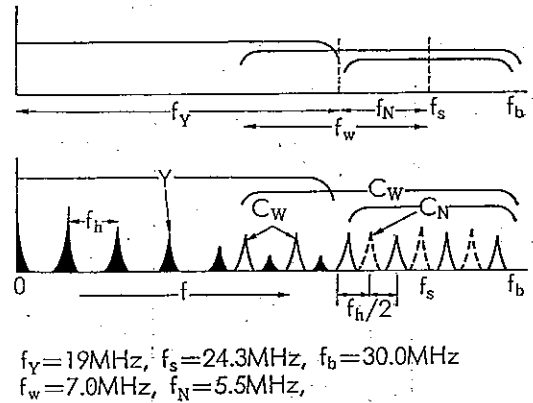 f_Y f_N f_s f_b
f_w
Y C_W
f_h C_W C_N
0 f f_h/2 f_s f_b
f_Y=19MHz, f_s=24.3MHz, f_b=30.0MHz
f_w=7.0MHz, f_N=5.5MHz,